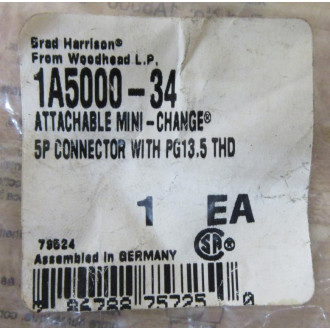 Brad Harrison®
From Woodhead L.P.
1A5000-34
ATTACHABLE MINI-CHANGE®
5P CONNECTOR WITH PG13.5 THD
1 EA
79524
Assembled in GERMANY